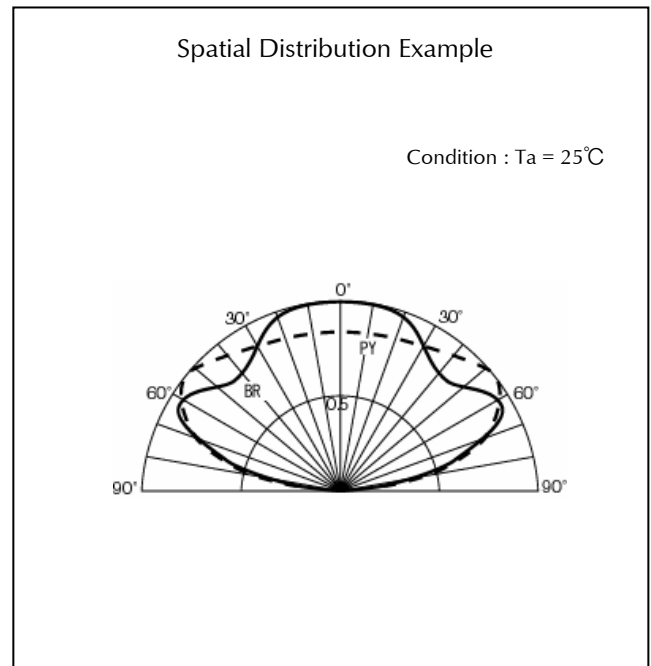 Spatial Distribution Example
Condition : Ta = 25℃
0°
30°
30°
PY
60°
BR
60°
0.5
90°
90°